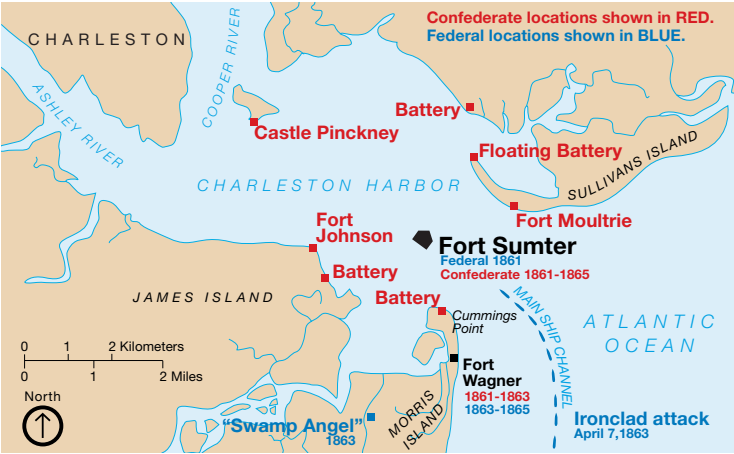 Confederate locations shown in RED.
Federal locations shown in BLUE.
CHARLESTON
COOPER RIVER
ASHLEY RIVER
Battery
Castle Pinckney
Floating Battery
SULLIVANS ISLAND
CHARLESTON HARBOR
Fort Moultrie
Fort
Johnson
Fort Sumter
Federal 1861
Confederate 1861-1865
Battery
JAMES ISLAND
Battery
MAIN SHIP CHANNEL
Cummings
Point
ATLANTIC
OCEAN
0 1 2 Kilometers
0 1 2 Miles
Fort
Wagner
1861-1863
1863-1865
North
MORRIS
ISLAND
"Swamp Angel"
1863
Ironclad attack
April 7,1863